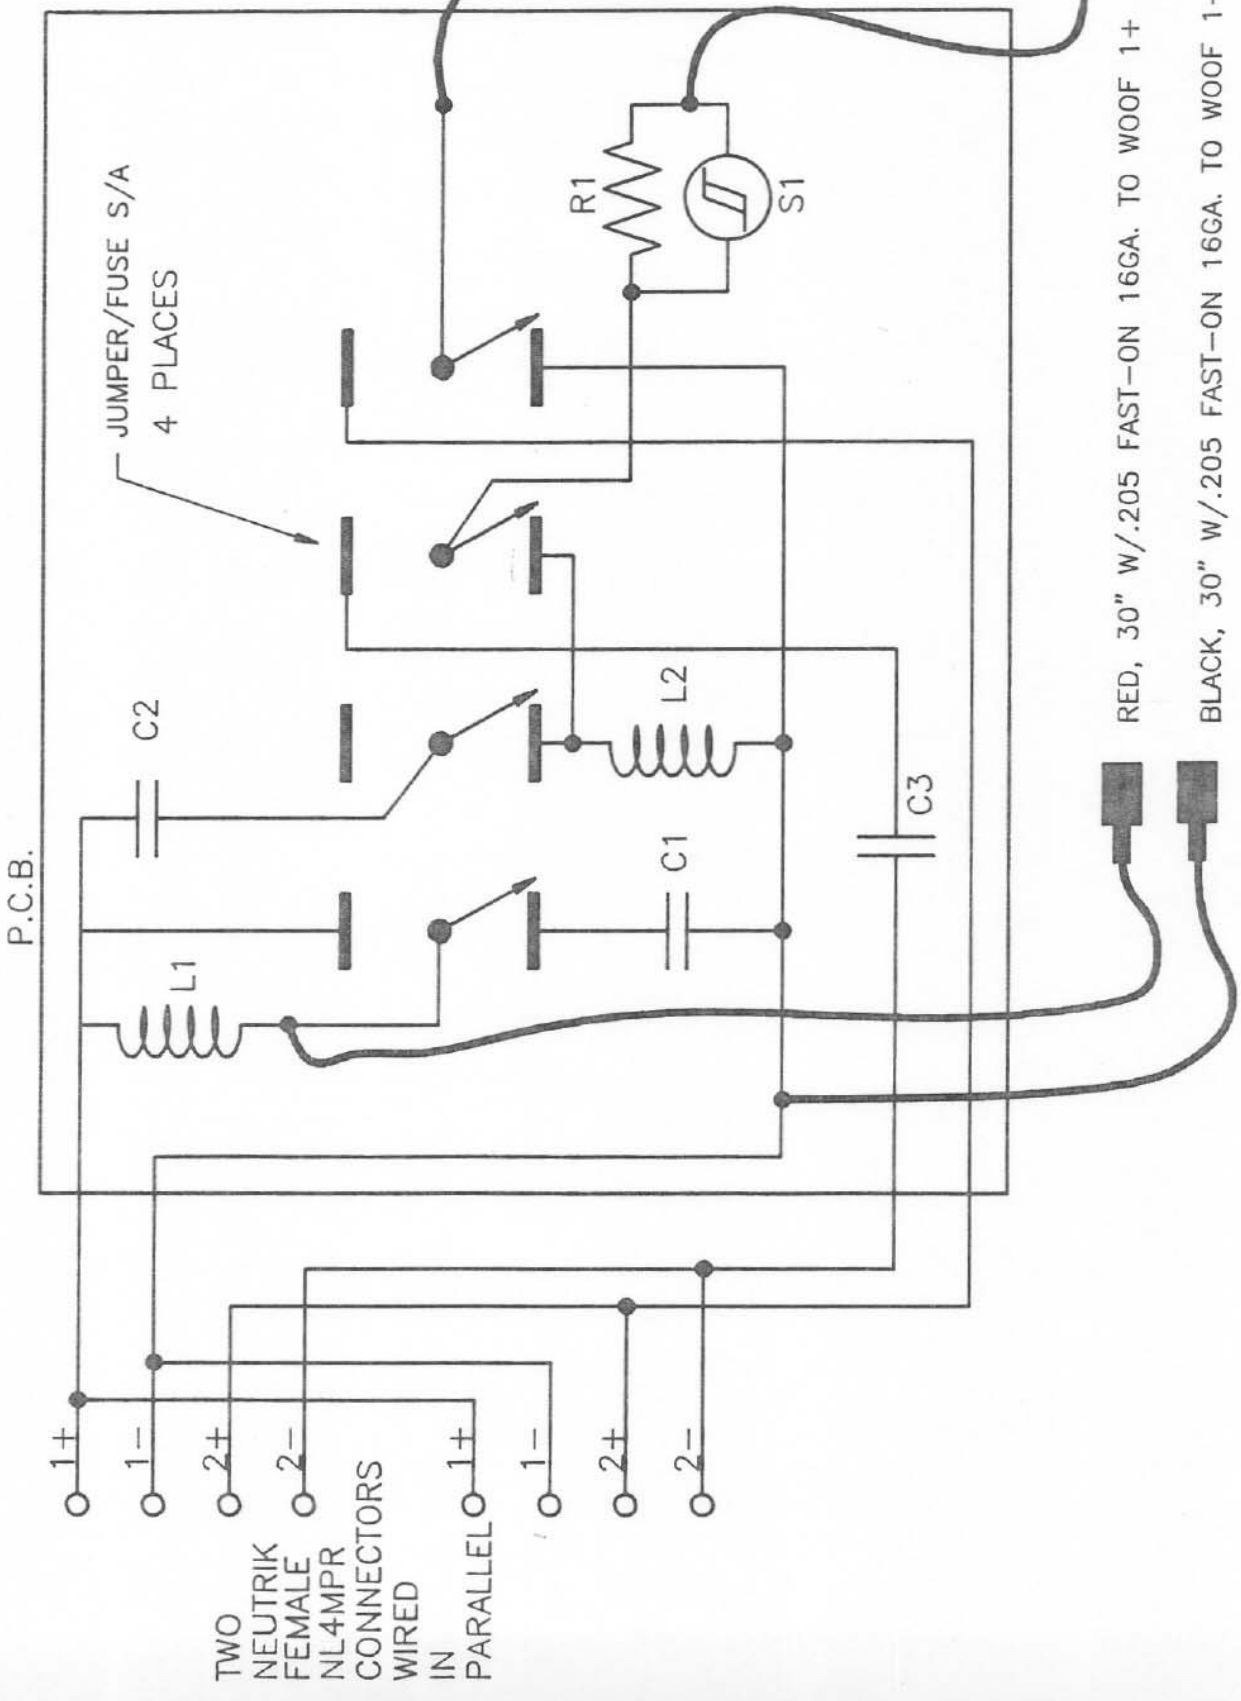 P.C.B.
JUMPER/FUSE S/A
4 PLACES
C2
L1
L2
C1
C3
R1
S1
1+
1-
2+
2-
1+
1-
2+
2-
TWO
NEUTRIK
FEMALE
NL4MPR
CONNECTORS
WIRED
IN
PARALLEL
RED, 30" W/.205 FAST-ON 16GA. TO WOOF 1+
BLACK, 30" W/.205 FAST-ON 16GA. TO WOOF